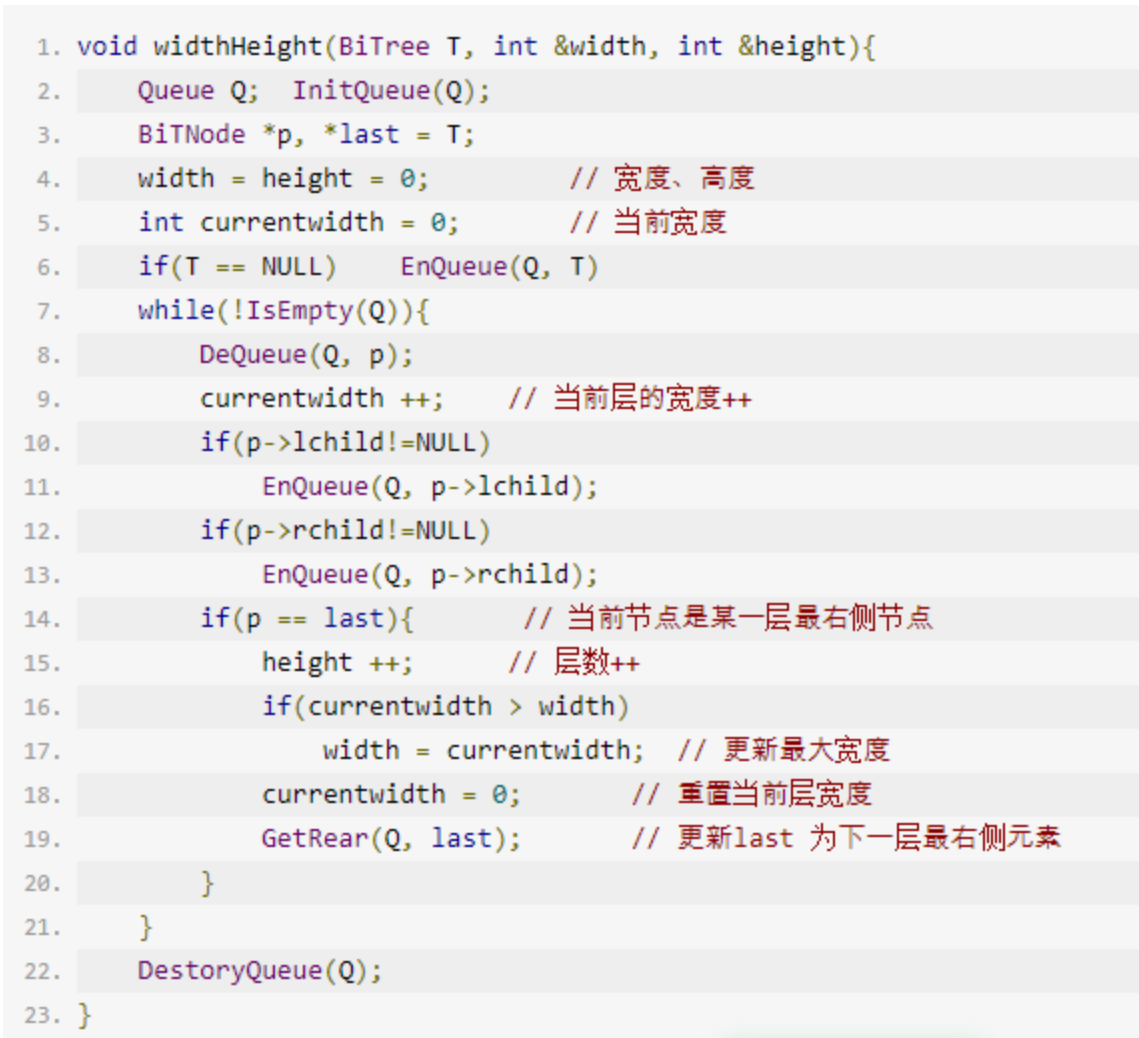 1. void widthHeight(BiTree T, int &width, int &height){
2.     Queue Q;  InitQueue(Q);
3.     BiTNode *p, *last = T;
4.     width = height = 0;         // 宽度、高度
5.     int currentwidth = 0;       // 当前宽度
6.     if(T == NULL)    EnQueue(Q, T)
7.     while(!IsEmpty(Q)){
8.         DeQueue(Q, p);
9.         currentwidth ++;    // 当前层的宽度++
10.         if(p->lchild!=NULL)
11.             EnQueue(Q, p->lchild);
12.         if(p->rchild!=NULL)
13.             EnQueue(Q, p->rchild);
14.         if(p == last){       // 当前节点是某一层最右侧节点
15.             height ++;      // 层数++
16.             if(currentwidth > width)
17.                 width = currentwidth;  // 更新最大宽度
18.             currentwidth = 0;       // 重置当前层宽度
19.             GetRear(Q, last);       // 更新last 为下一层最右侧元素
20.         }
21.     }
22.     DestoryQueue(Q);
23. }